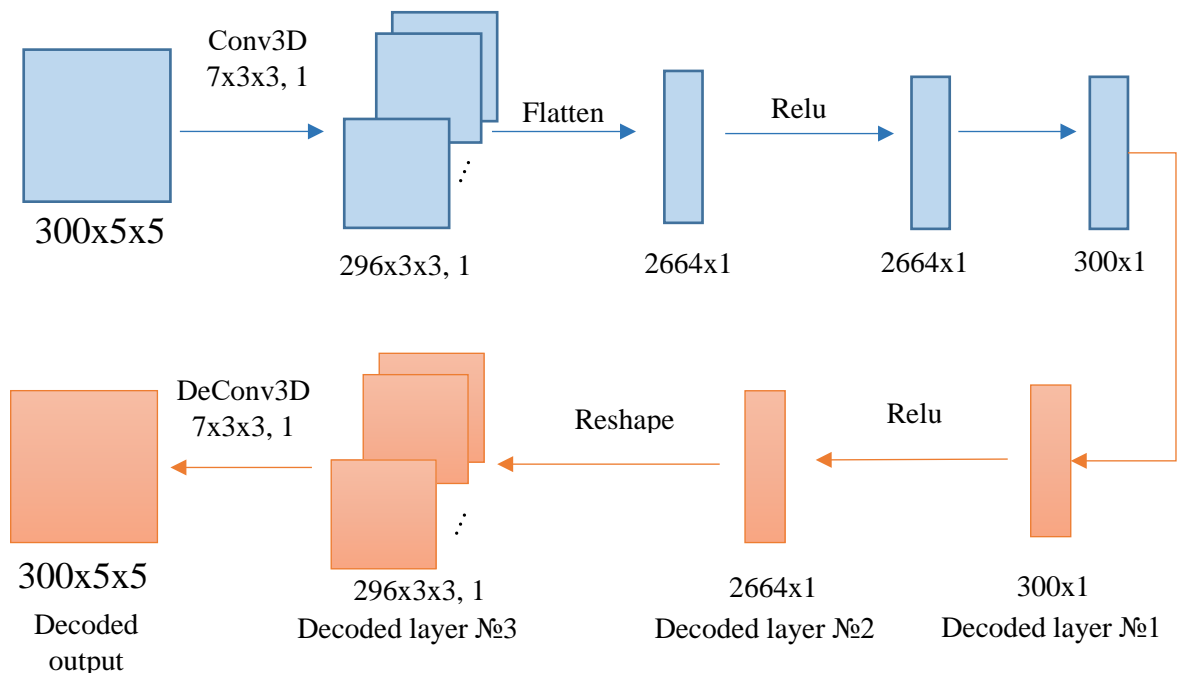 Conv3D
7x3x3, 1
Flatten
Relu
300x5x5
296x3x3, 1
2664x1
2664x1
300x1
DeConv3D
7x3x3, 1
Reshape
Relu
300x5x5
296x3x3, 1
2664x1
300x1
Decoded
output
Decoded layer №3
Decoded layer №2
Decoded layer №1